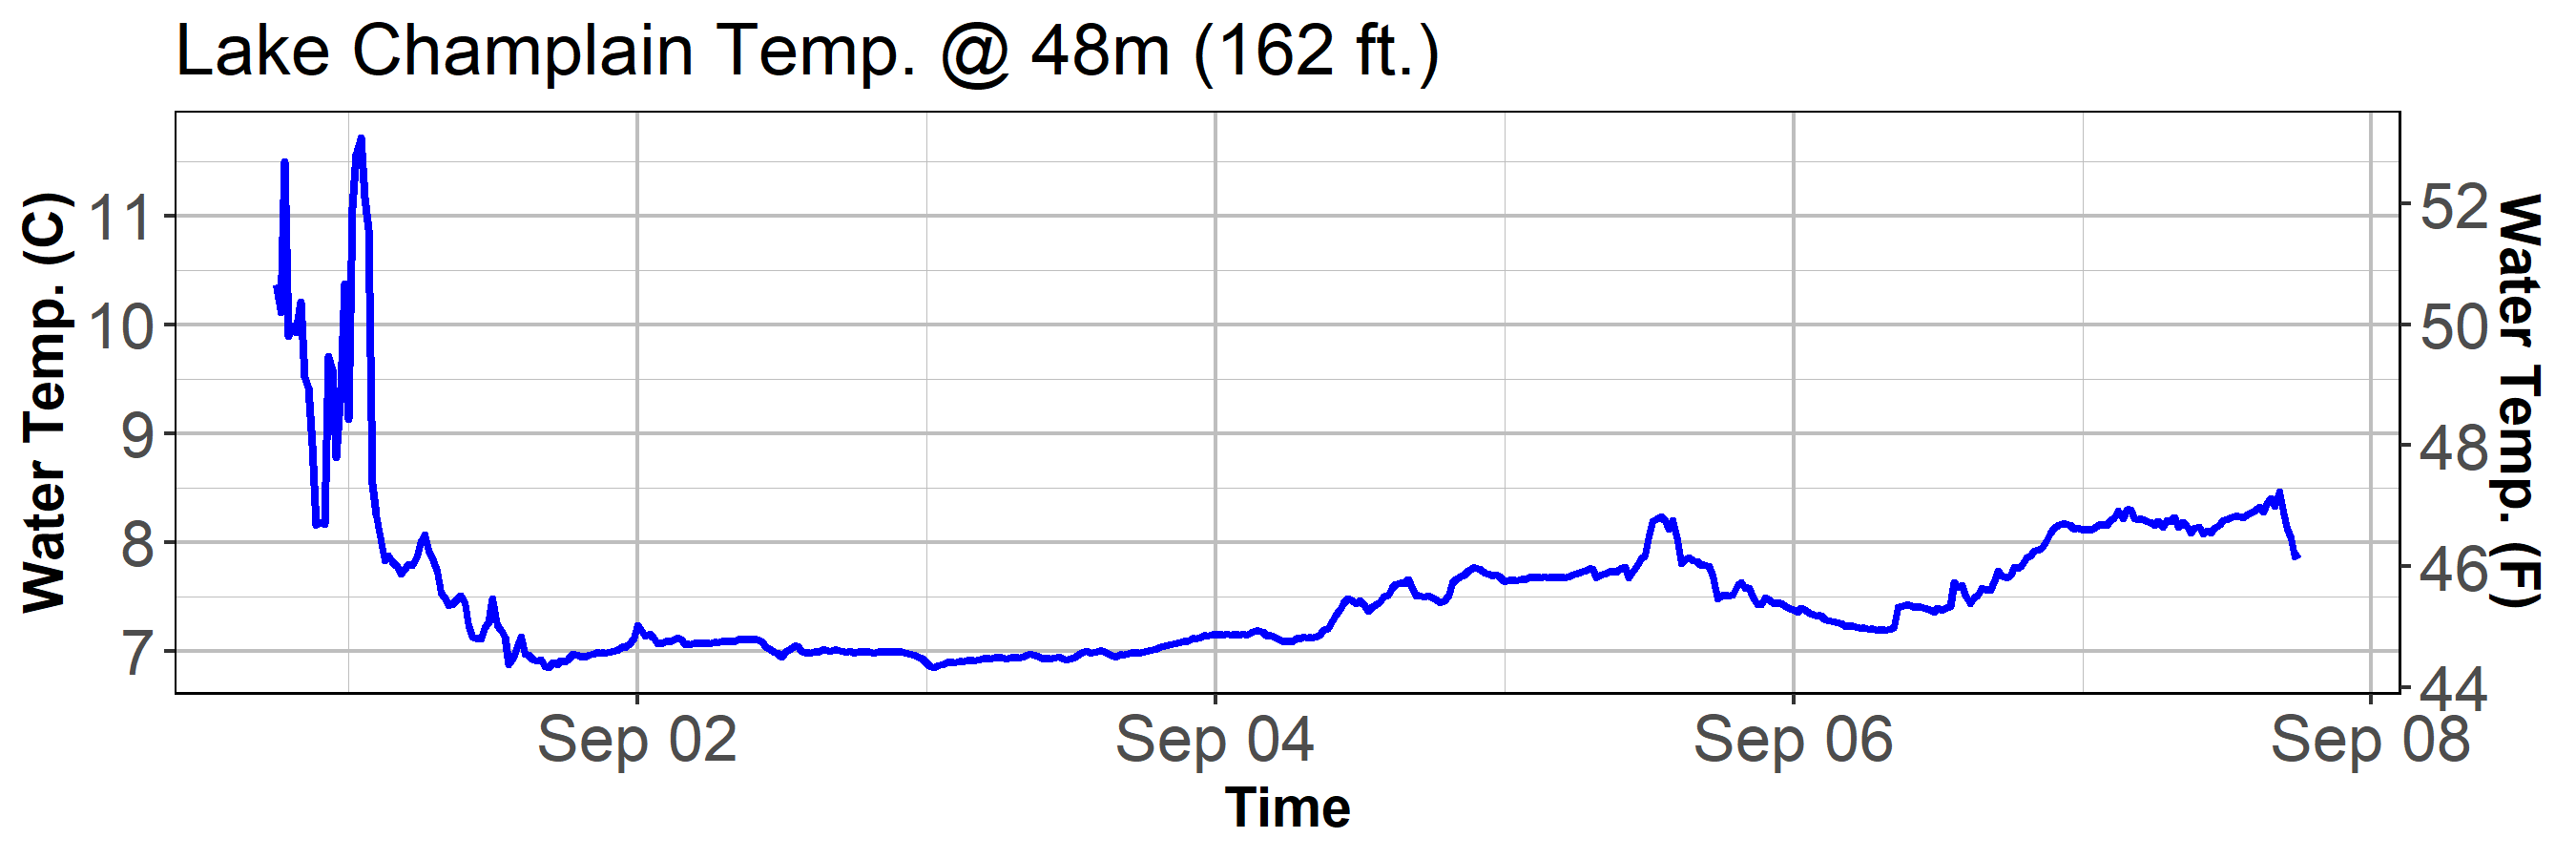 Lake Champlain Temp. @ 48m (162 ft.)
Water Temp. (C)
11
10
9
8
7
52
50
48
46
44
Water Temp. (F)
Sep 02
Sep 04
Sep 06
Sep 08
Time